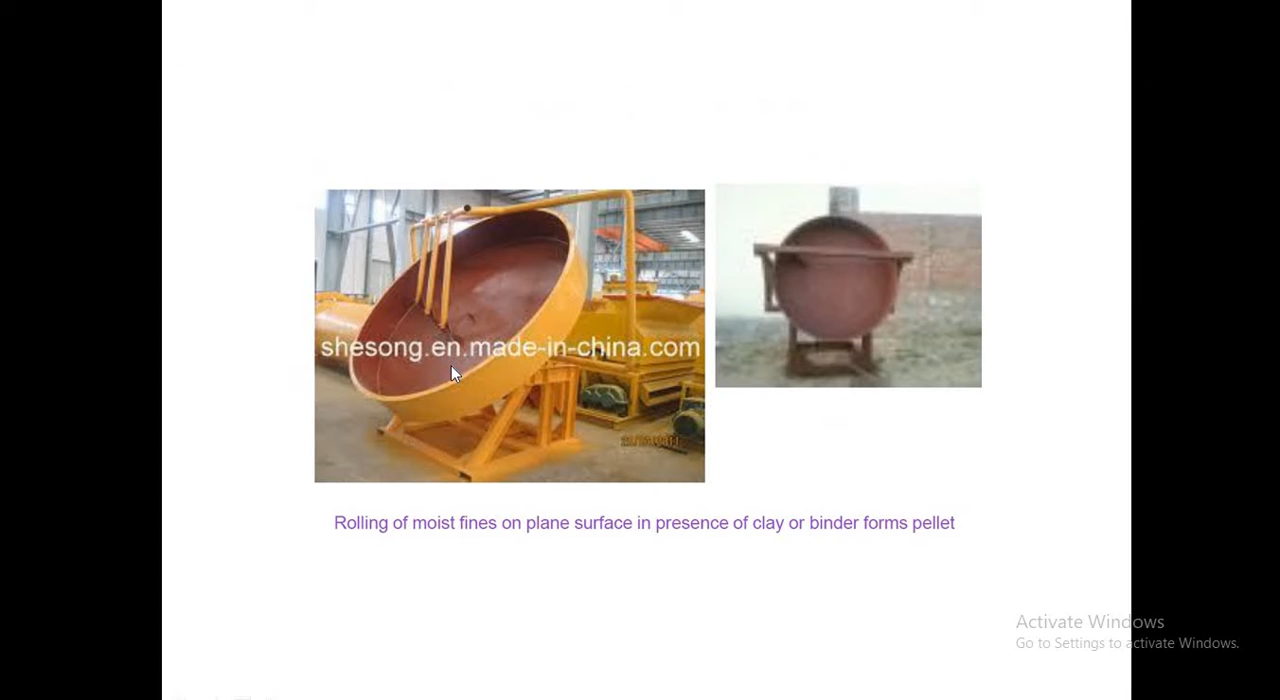 shesong.en.made-in-china.com
Rolling of moist fines on plane surface in presence of clay or binder forms pellet
Activate Windows
Go to Settings to activate Windows.